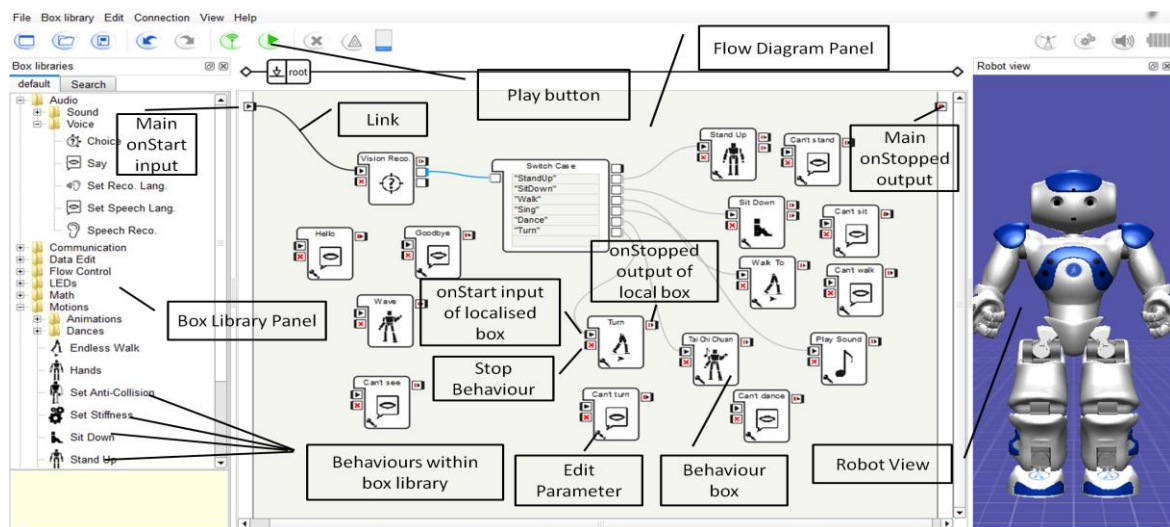 File Box library Edit Connection View Help
Box libraries
default Search
Audio
Sound
Voice
Choice
Say
Set Reco. Lang.
Set Speech Lang.
Speech Reco.
Communication
Data Edit
Flow Control
LEDs
Math
Motions
Animations
Dances
Endless Walk
Hands
Set Anti-Collision
Set Stiffness
Sit Down
Stand Up
Main
onStart
input
Box Library Panel
root
Play button
Flow Diagram Panel
Link
Vision Reco.
Switch Case
"StandUp"
"SitDown"
"Walk"
"Sing"
"Dance"
"Turn"
Stand Up
Can't stand
Main
onStopped
output
Hello
Goodbye
Sit Down
Can't sit
onStopped
output of
local box
Walk To
Can't walk
Wave
onStart input
of localised
box
Turn
Tai Chi Chuan
Play Sound
Stop
Behaviour
Can't see
Can't turn
Can't dance
Behaviours within
box library
Edit
Parameter
Behaviour
box
Robot View
Robot view